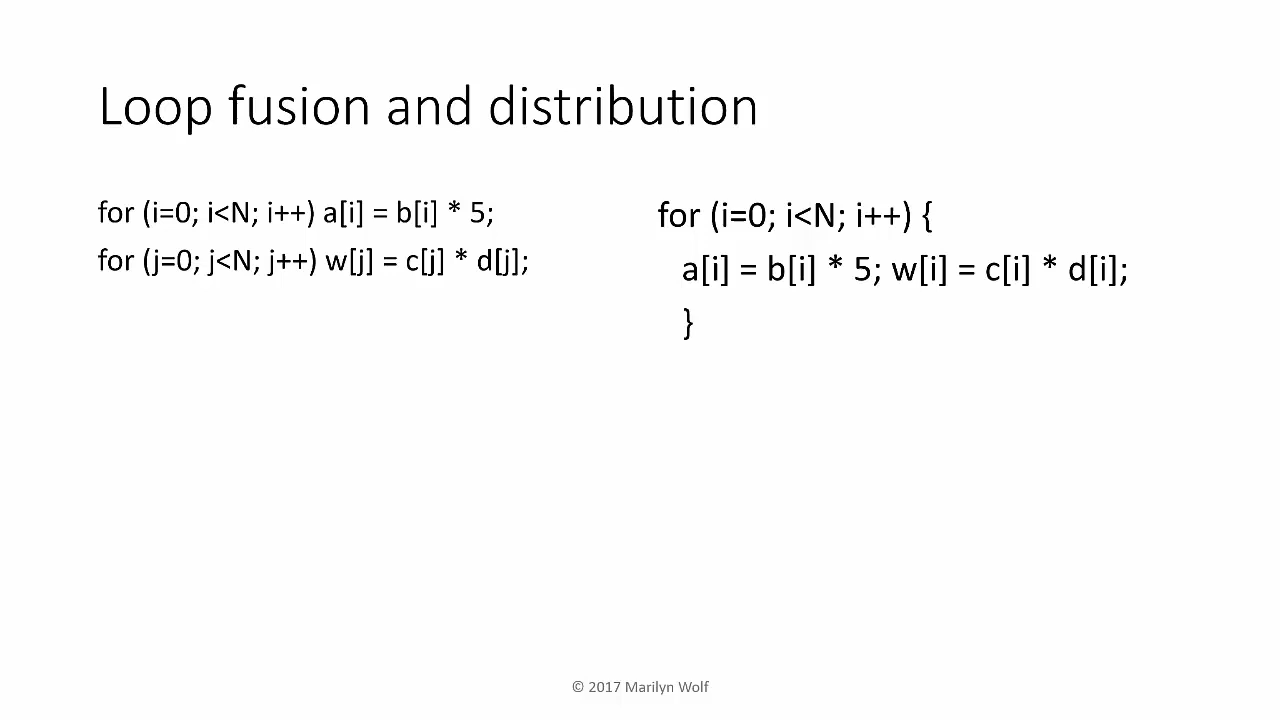 Loop fusion and distribution
for (i=0; i<N; i++) a[i] = b[i] * 5;
for (j=0; j<N; j++) w[j] = c[j] * d[j];
for (i=0; i<N; i++) {
a[i] = b[i] * 5; w[i] = c[i] * d[i];
}
© 2017 Marilyn Wolf